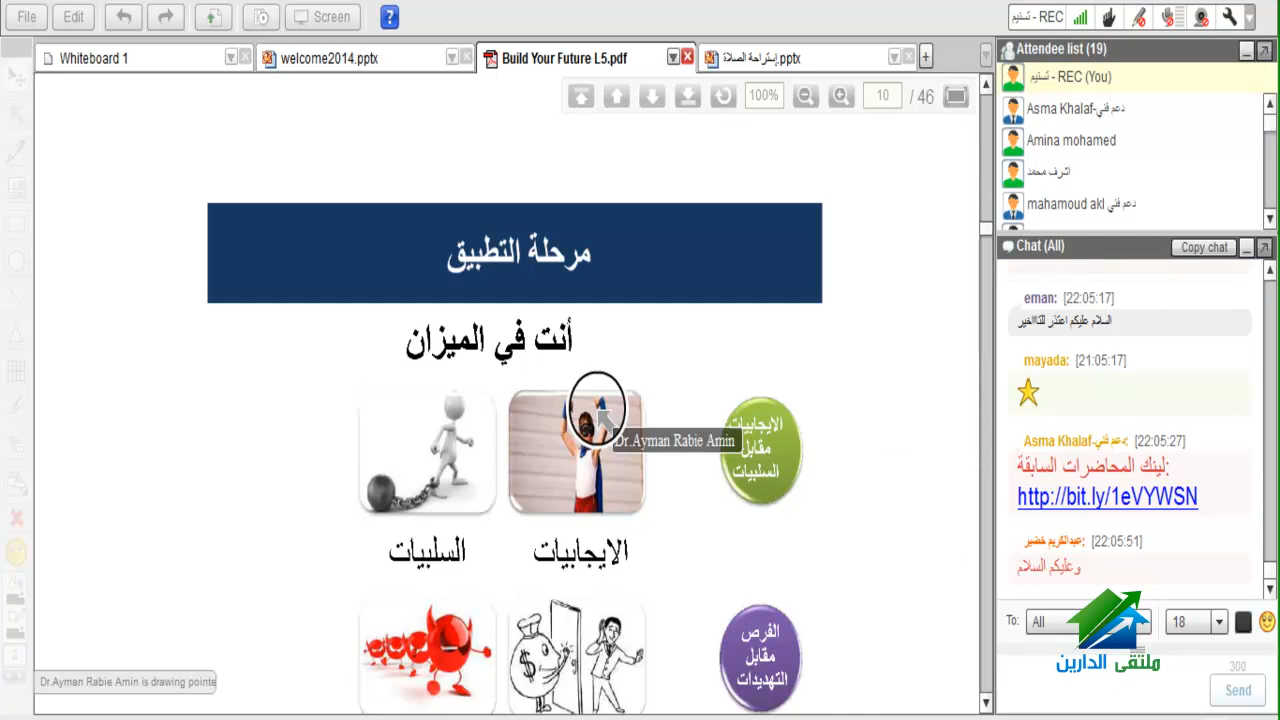 File
Edit
Screen
تسنيم - REC
Whiteboard 1
welcome2014.pptx
Build Your Future L5.pdf
إستراحة الصلاة.pptx
100%
10
/ 46
مرحلة التطبيق
أنت في الميزان
الايجابيات
مقابل
السلبيات
Dr.Ayman Rabie Amin
الايجابيات
السلبيات
الفرص
مقابل
التهديدات
Dr.Ayman Rabie Amin is drawing pointe
Attendee list (19)
تسنيم - REC (You)
Asma Khalaf-دعم فني
Amina mohamed
اشرف محمد
mahamoud akl دعم فني
Chat (All)
Copy chat
eman: [22:05:17]
السلام عليكم اعتذر للتااااخير
mayada: [21:05:17]
Asma Khalaf-دعم فني: [22:05:27]
لينك المحاضرات السابقة:
http://bit.ly/1eVYWSN
عبدالكريم خضير: [22:05:51]
وعليكم السلام
To:
All
18
ملتقى الدارين
300
Send